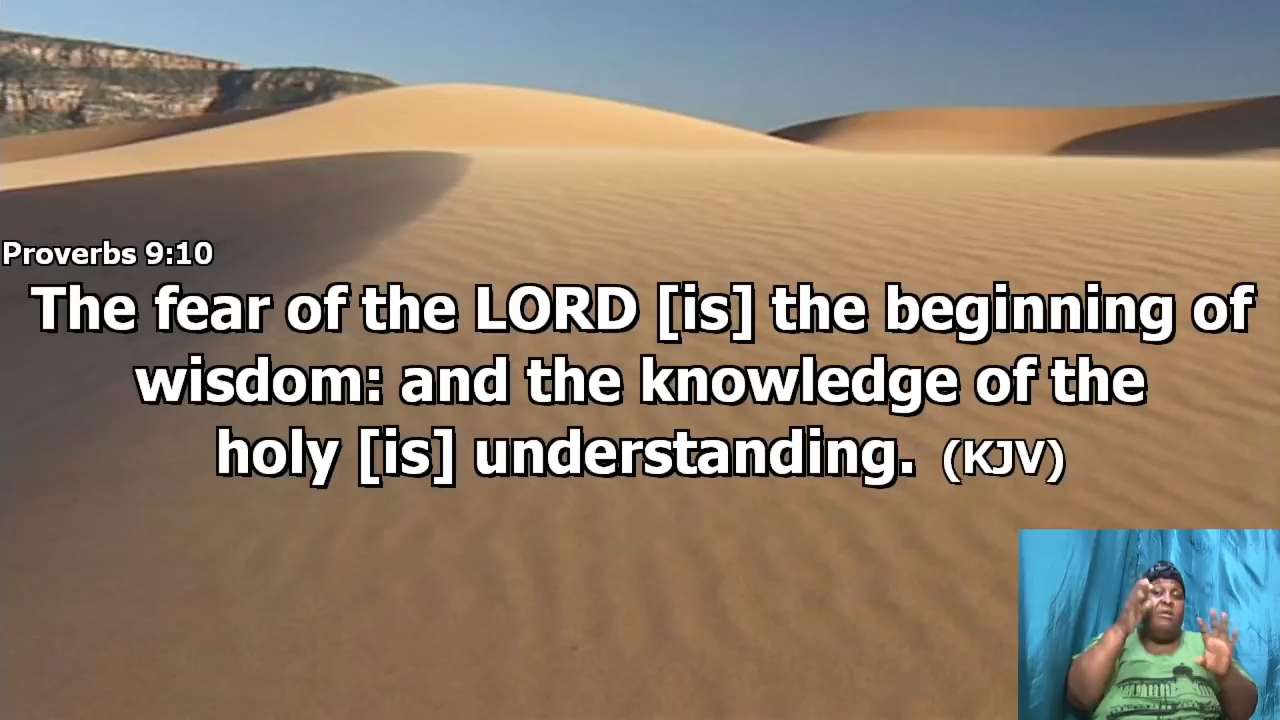 Proverbs 9:10
The fear of the LORD [is] the beginning of
wisdom: and the knowledge of the
holy [is] understanding. (KJV)